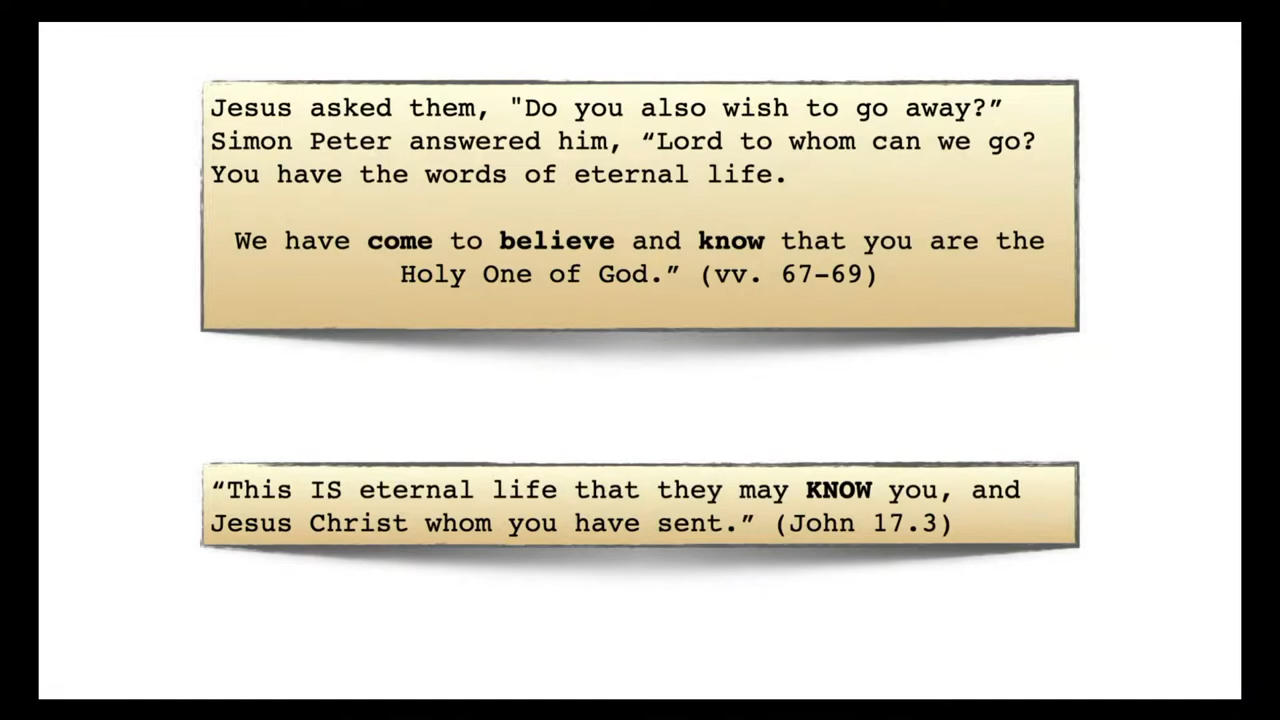 Jesus asked them, "Do you also wish to go away?”
Simon Peter answered him, “Lord to whom can we go?
You have the words of eternal life.
We have come to believe and know that you are the
Holy One of God.” (vv. 67-69)
“This IS eternal life that they may KNOW you, and
Jesus Christ whom you have sent.” (John 17.3)